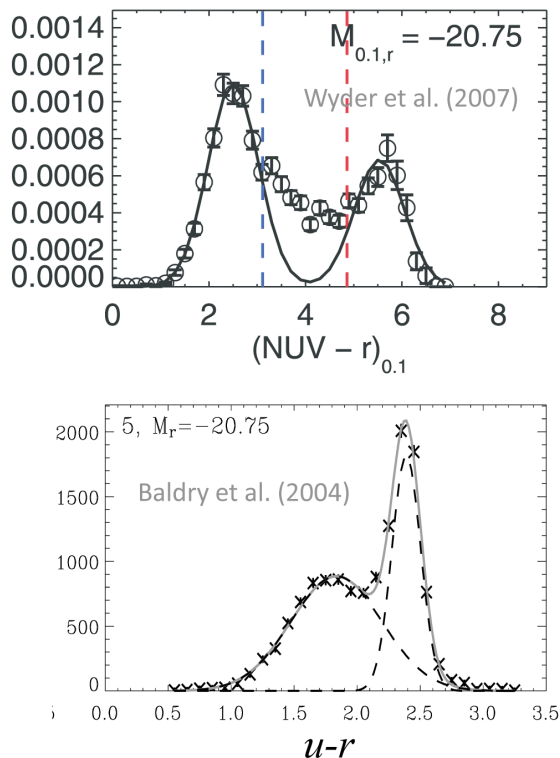 0.0014
M0.1,r = −20.75
0.0012
0.0010
Wyder et al. (2007)
0.0008
0.0006
0.0004
0.0002
0.0000
0 2 4 6 8
(NUV − r)0.1
5, Mr=−20.75
2000
Baldry et al. (2004)
1500
1000
500
0
0.0 0.5 1.0 1.5 2.0 2.5 3.0 3.5
u-r